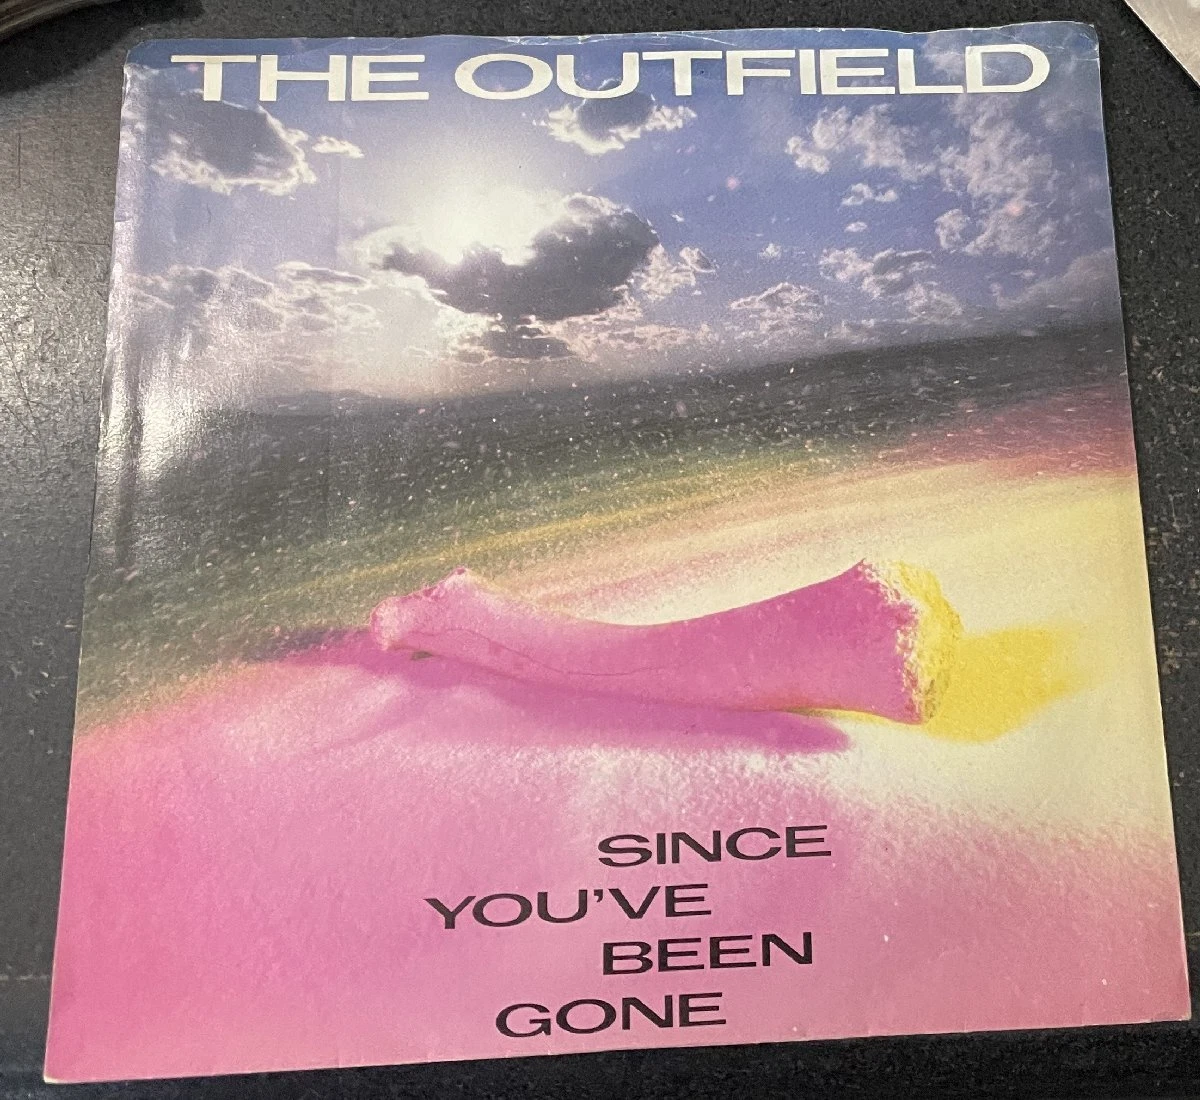 THE OUTFIELD
SINCE
YOU'VE
BEEN
GONE